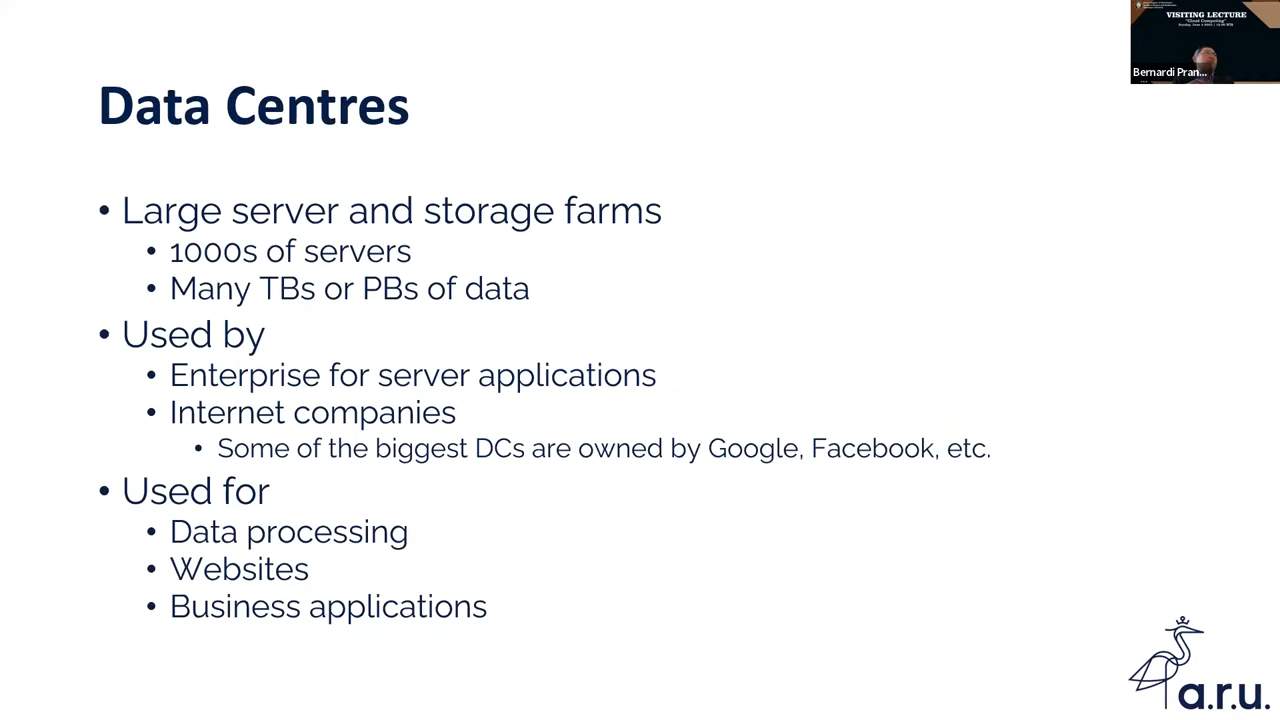 VISITING LECTURE
"Cloud Computing"
Bernardi Pran...
Data Centres
• Large server and storage farms
• 1000s of servers
• Many TBs or PBs of data
• Used by
• Enterprise for server applications
• Internet companies
• Some of the biggest DCs are owned by Google, Facebook, etc.
• Used for
• Data processing
• Websites
• Business applications
a.r.u.